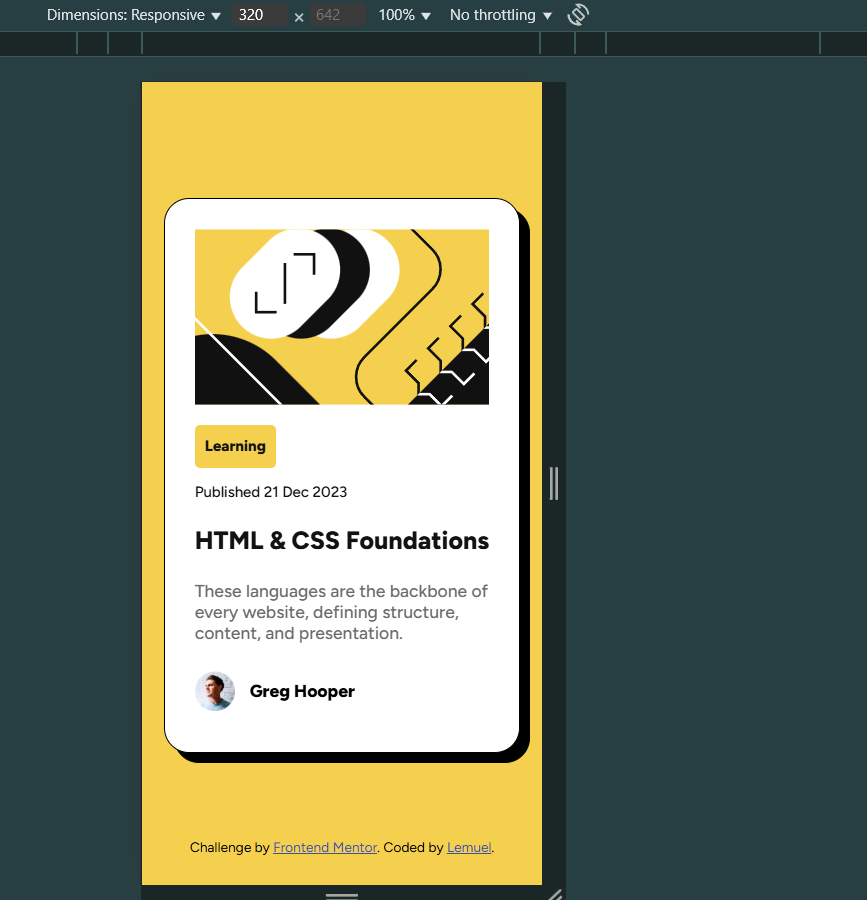 Dimensions: Responsive ▼ 320 × 642 100% ▼ No throttling ▼
Learning
Published 21 Dec 2023
HTML & CSS Foundations
These languages are the backbone of
every website, defining structure,
content, and presentation.
Greg Hooper
Challenge by Frontend Mentor. Coded by Lemuel.